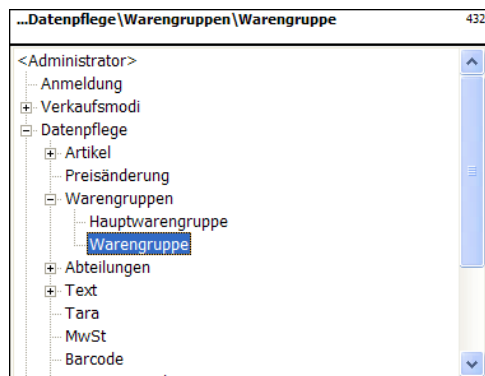 ...Datenpflege\Warengruppen\Warengruppe 432
<Administrator>
Anmeldung
Verkaufsmodi
Datenpflege
Artikel
Preisänderung
Warengruppen
Hauptwarengruppe
Warengruppe
Abteilungen
Text
Tara
MwSt
Barcode